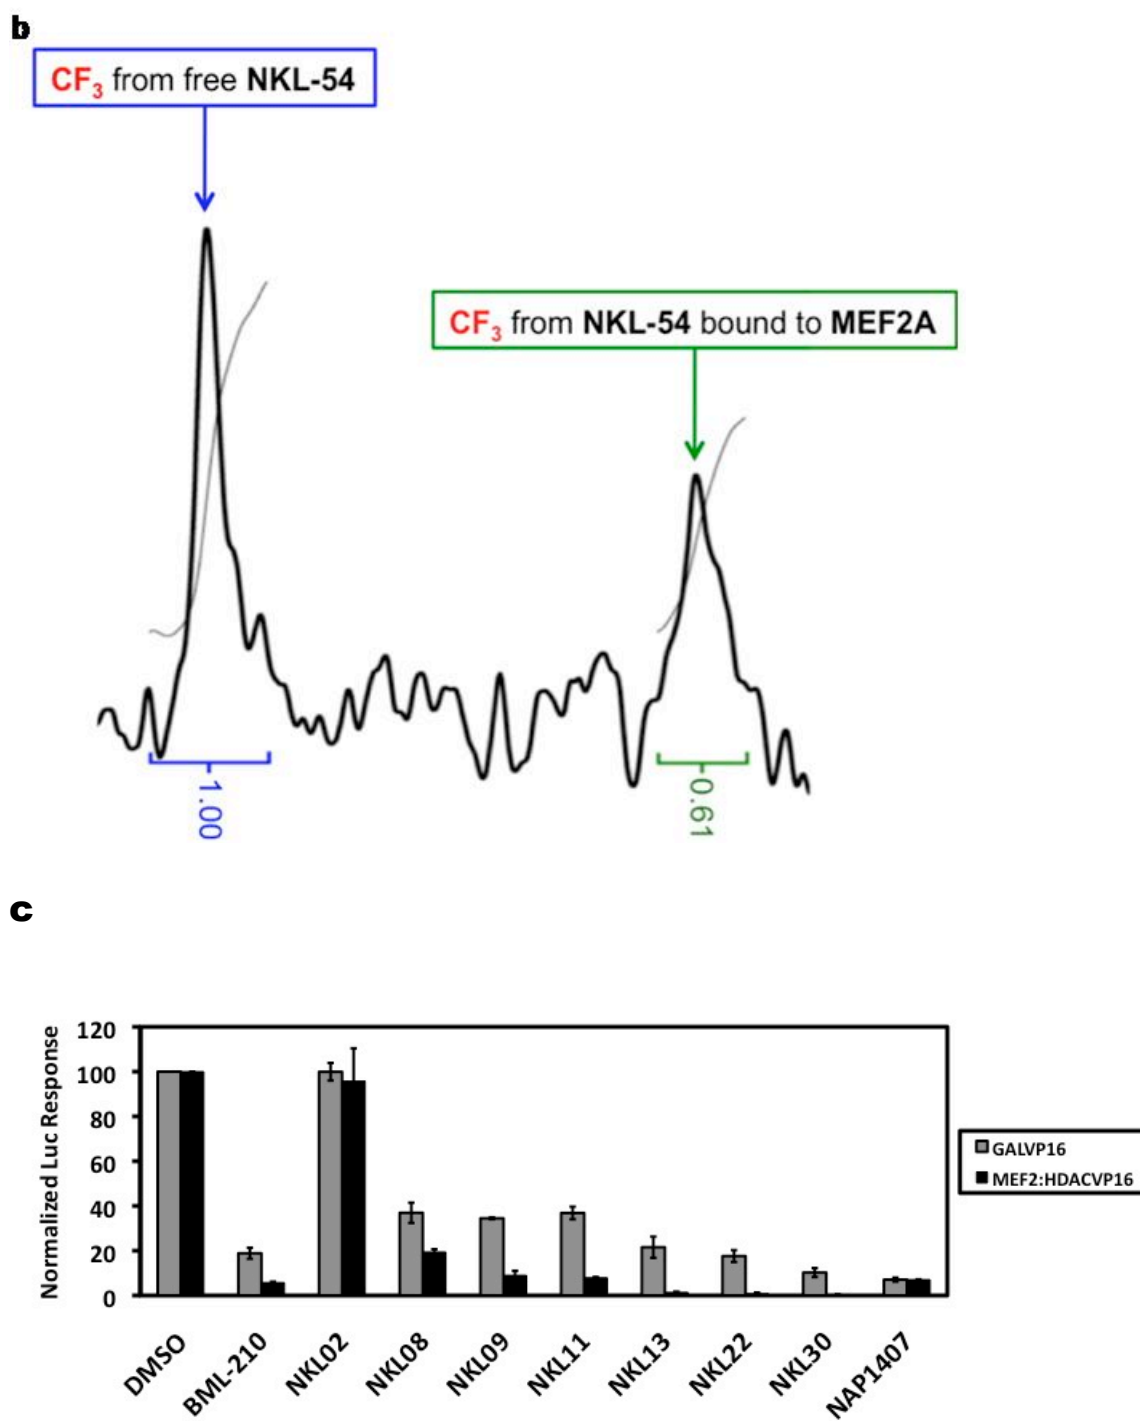 b
CF3 from free NKL-54
CF3 from NKL-54 bound to MEF2A
1.00
0.61
c
Normalized Luc Response
120
100
80
60
40
20
0
DMSO
BML-210
NKL02
NKL08
NKL09
NKL11
NKL13
NKL22
NKL30
NAP1407
GALVP16
MEF2:HDACVP16